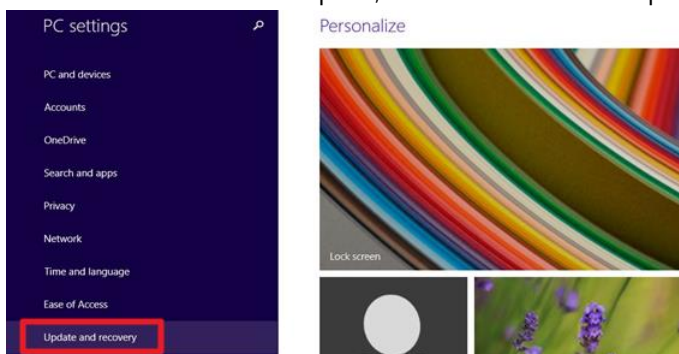 PC settings
PC and devices
Accounts
OneDrive
Search and apps
Privacy
Network
Time and language
Ease of Access
Update and recovery
Personalize
Lock screen